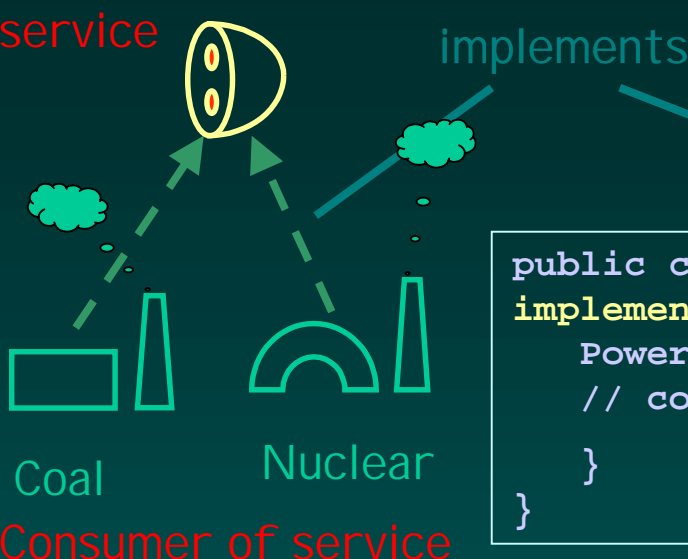 service
implements
public c
implemen
Power
// co
}
}
Coal
Nuclear
Consumer of service